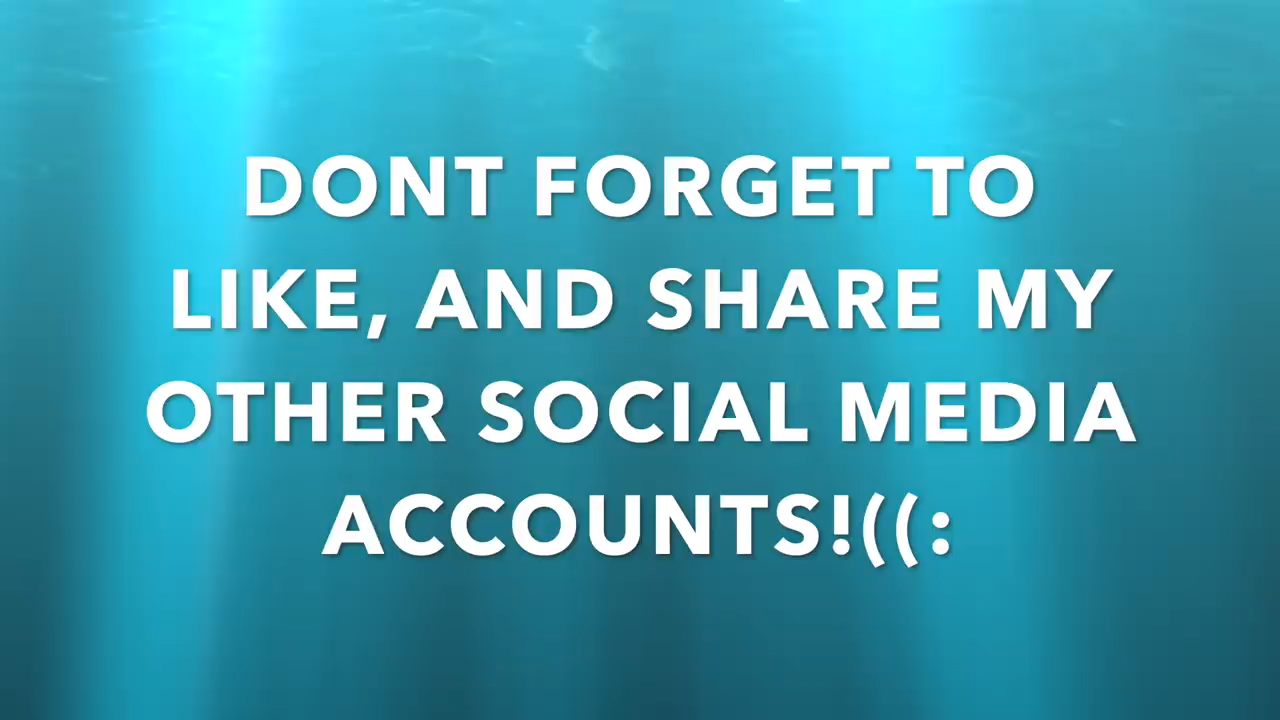 DONT FORGET TO
LIKE, AND SHARE MY
OTHER SOCIAL MEDIA
ACCOUNTS!((: